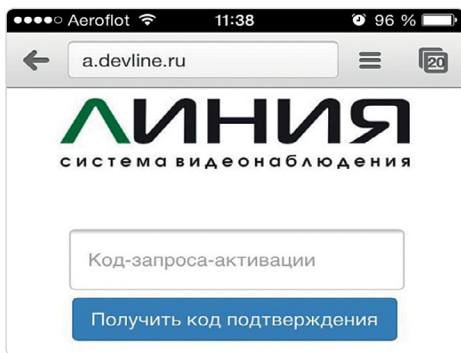 ●●●●○ Aeroflot 11:38 96 %
a.devline.ru 20
ЛИНИЯ
система видеонаблюдения
Код-запроса-активации
Получить код подтверждения